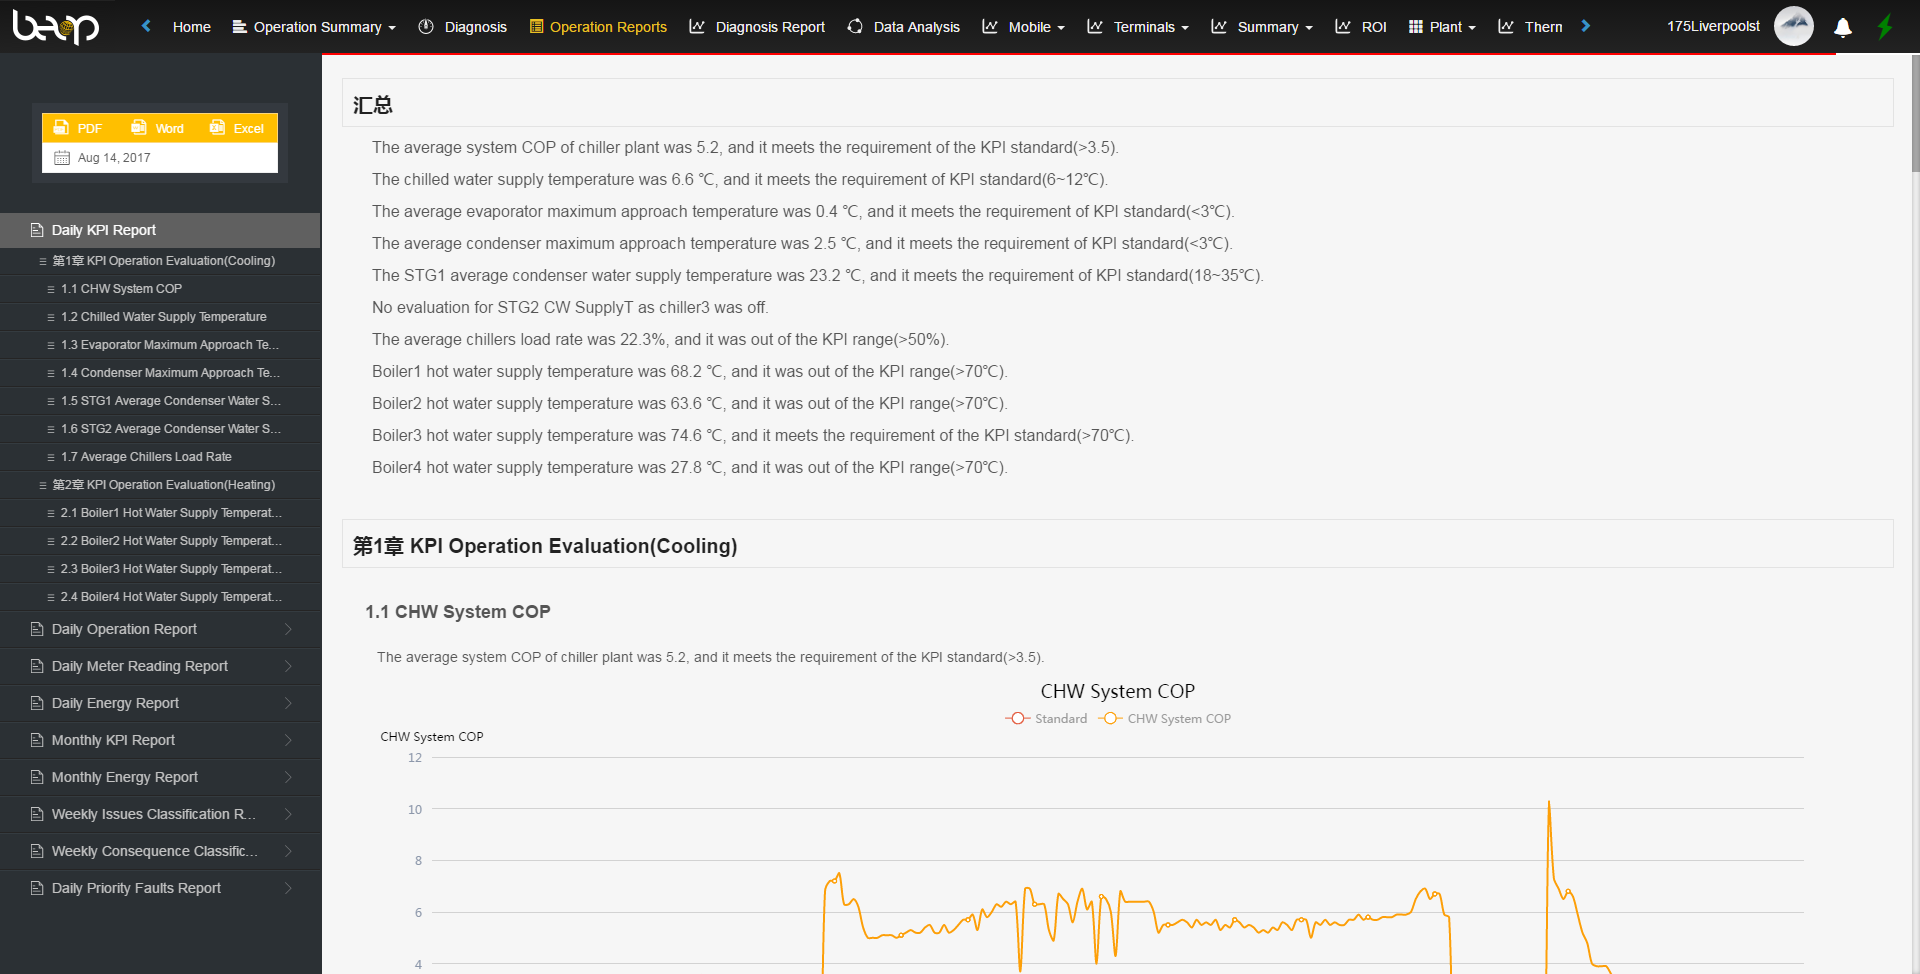 beop
Home Operation Summary Diagnosis Operation Reports Diagnosis Report Data Analysis Mobile Terminals Summary ROI Plant Therm 175Liverpoolst
PDF Word Excel
Aug 14, 2017
Daily KPI Report
第1章 KPI Operation Evaluation(Cooling)
1.1 CHW System COP
1.2 Chilled Water Supply Temperature
1.3 Evaporator Maximum Approach Te...
1.4 Condenser Maximum Approach Te...
1.5 STG1 Average Condenser Water S...
1.6 STG2 Average Condenser Water S...
1.7 Average Chillers Load Rate
第2章 KPI Operation Evaluation(Heating)
2.1 Boiler1 Hot Water Supply Temperat...
2.2 Boiler2 Hot Water Supply Temperat...
2.3 Boiler3 Hot Water Supply Temperat...
2.4 Boiler4 Hot Water Supply Temperat...
Daily Operation Report
Daily Meter Reading Report
Daily Energy Report
Monthly KPI Report
Monthly Energy Report
Weekly Issues Classification R...
Weekly Consequence Classific...
Daily Priority Faults Report
汇总
The average system COP of chiller plant was 5.2, and it meets the requirement of the KPI standard(>3.5).
The chilled water supply temperature was 6.6 ℃, and it meets the requirement of KPI standard(6~12℃).
The average evaporator maximum approach temperature was 0.4 ℃, and it meets the requirement of KPI standard(<3℃).
The average condenser maximum approach temperature was 2.5 ℃, and it meets the requirement of KPI standard(<3℃).
The STG1 average condenser water supply temperature was 23.2 ℃, and it meets the requirement of KPI standard(18~35℃).
No evaluation for STG2 CW SupplyT as chiller3 was off.
The average chillers load rate was 22.3%, and it was out of the KPI range(>50%).
Boiler1 hot water supply temperature was 68.2 ℃, and it was out of the KPI range(>70℃).
Boiler2 hot water supply temperature was 63.6 ℃, and it was out of the KPI range(>70℃).
Boiler3 hot water supply temperature was 74.6 ℃, and it meets the requirement of the KPI standard(>70℃).
Boiler4 hot water supply temperature was 27.8 ℃, and it was out of the KPI range(>70℃).
第1章 KPI Operation Evaluation(Cooling)
1.1 CHW System COP
The average system COP of chiller plant was 5.2, and it meets the requirement of the KPI standard(>3.5).
CHW System COP
Standard CHW System COP
CHW System COP
12
10
8
6
4